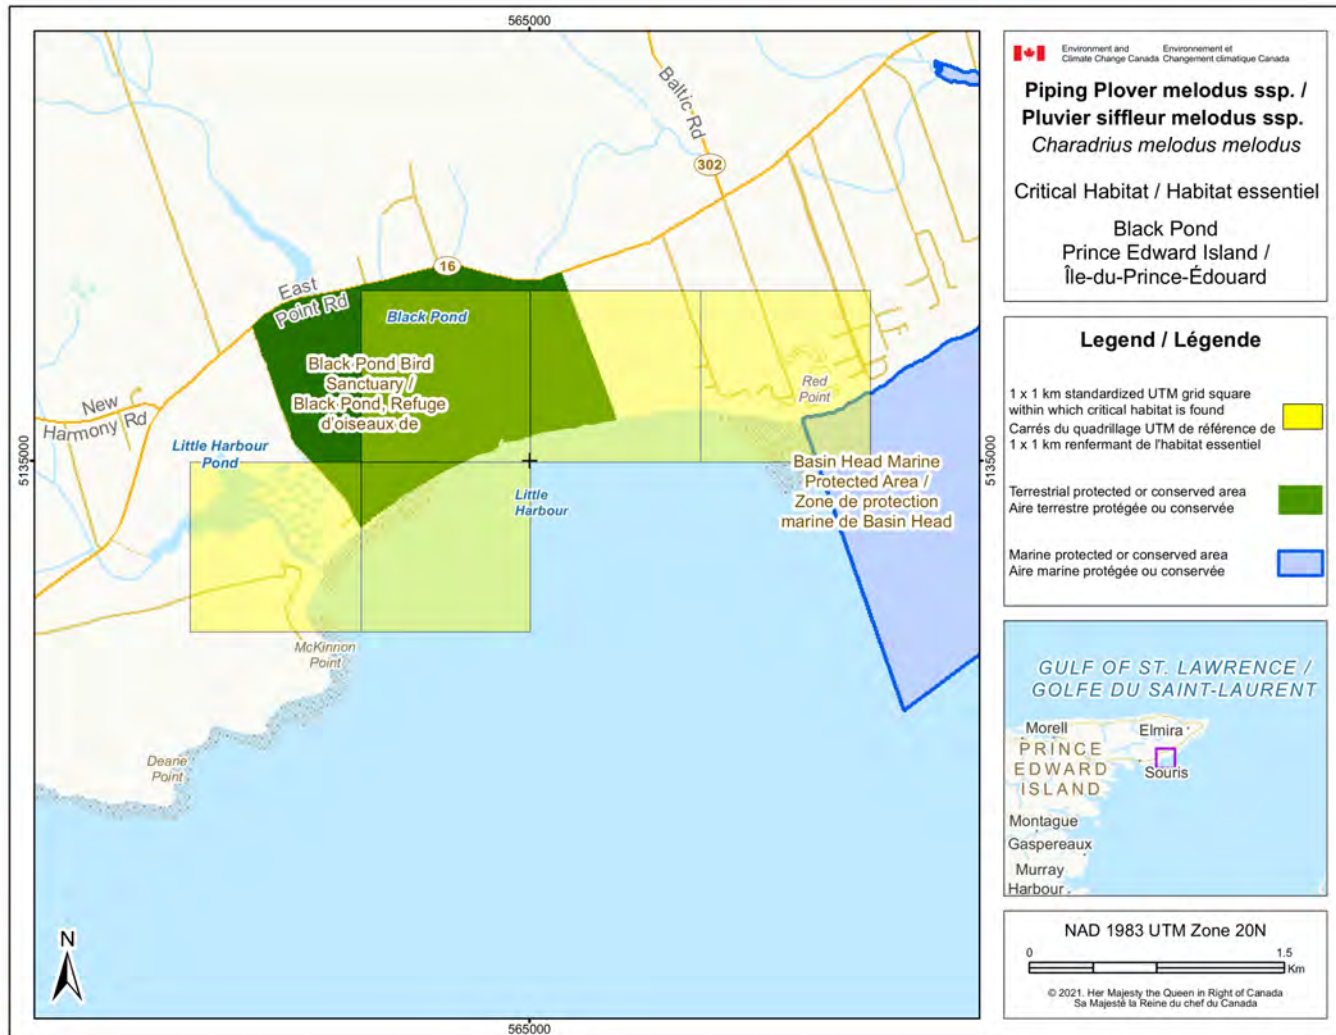 565000
Baltic Rd
302
16
East
Point Rd
Black Pond
Black Pond Bird
Sanctuary /
Black Pond, Refuge
d'oiseaux de
New
Harmony Rd
Little Harbour
Pond
Red
Point
5135000
5135000
Little
Harbour
Basin Head Marine
Protected Area /
Zone de protection
marine de Basin Head
McKinnon
Point
Deane
Point
N
565000
Environment and
Climate Change Canada
Environnement et
Changement climatique Canada
Piping Plover melodus ssp. /
Pluvier siffleur melodus ssp.
Charadrius melodus melodus
Critical Habitat / Habitat essentiel
Black Pond
Prince Edward Island /
Île-du-Prince-Édouard
Legend / Légende
1 x 1 km standardized UTM grid square
within which critical habitat is found
Carrés du quadrillage UTM de référence de
1 x 1 km renfermant de l'habitat essentiel
Terrestrial protected or conserved area
Aire terrestre protégée ou conservée
Marine protected or conserved area
Aire marine protégée ou conservée
GULF OF ST. LAWRENCE /
GOLFE DU SAINT-LAURENT
Morell
Elmira
PRINCE
EDWARD
ISLAND
Souris
Montague
Gaspereaux
Murray
Harbour
NAD 1983 UTM Zone 20N
0
1.5
Km
© 2021. Her Majesty the Queen in Right of Canada
Sa Majesté la Reine du chef du Canada